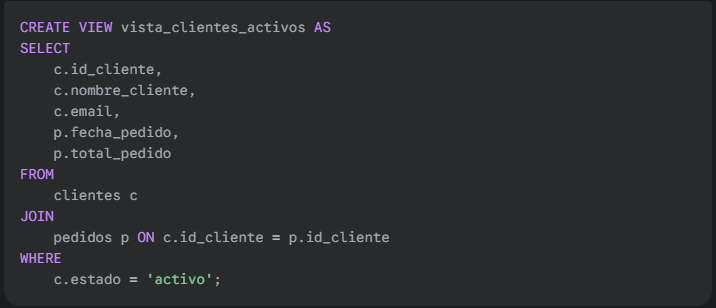 CREATE VIEW vista_clientes_activos AS
SELECT
    c.id_cliente,
    c.nombre_cliente,
    c.email,
    p.fecha_pedido,
    p.total_pedido
FROM
    clientes c
JOIN
    pedidos p ON c.id_cliente = p.id_cliente
WHERE
    c.estado = 'activo';